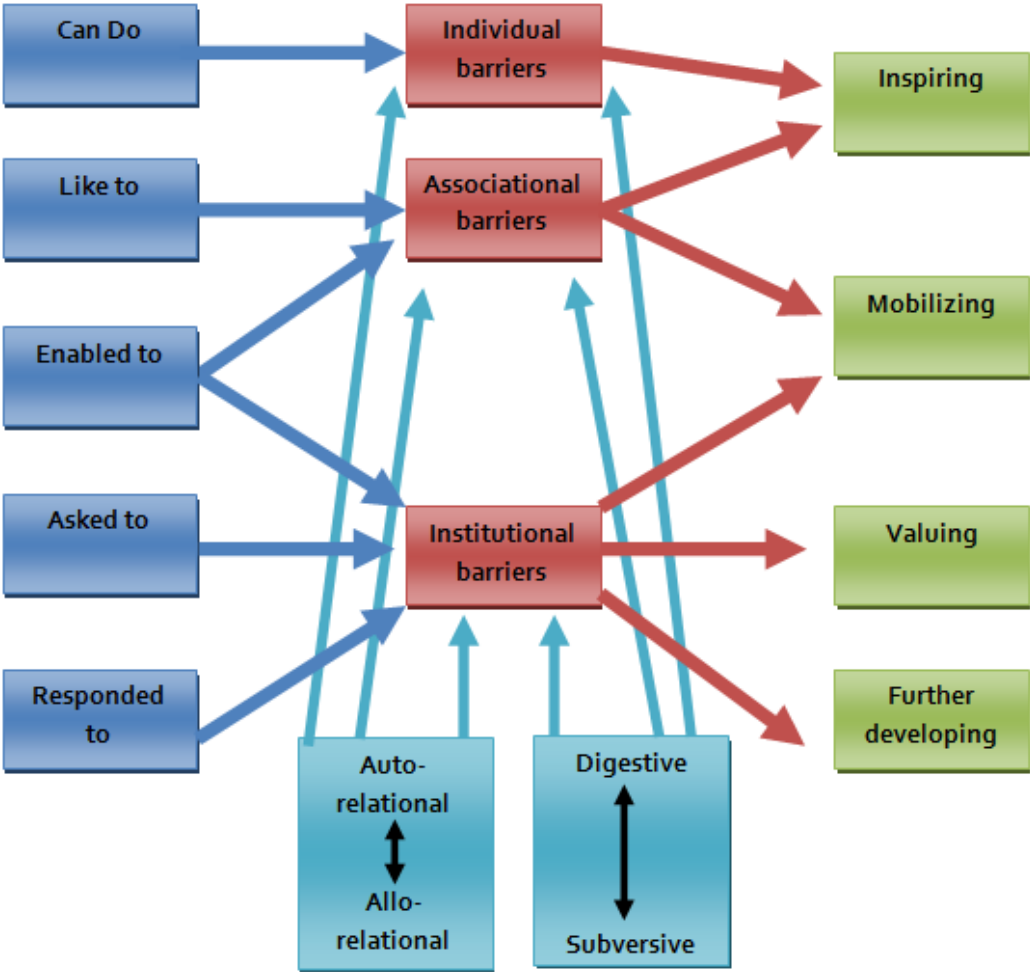 Can Do
Individual
barriers
Inspiring
Like to
Associational
barriers
Enabled to
Mobilizing
Asked to
Institutional
barriers
Valuing
Responded
to
Further
developing
Auto-
relational
Allo-
relational
Digestive
Subversive